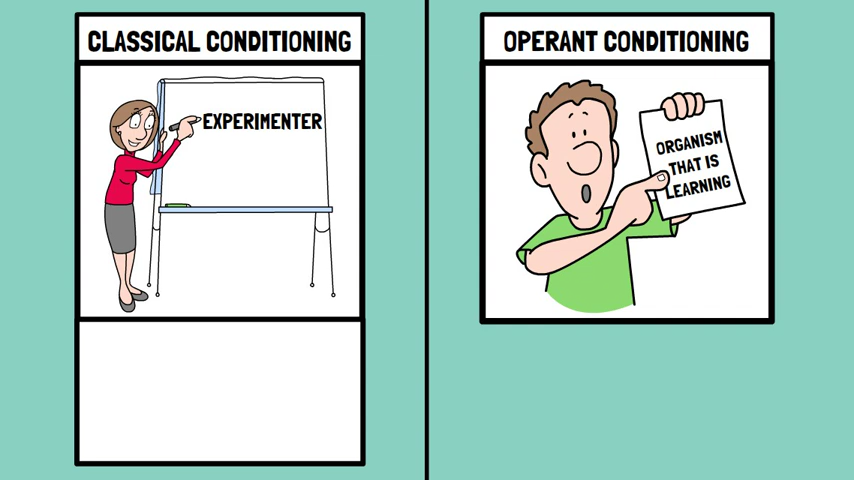 CLASSICAL CONDITIONING
EXPERIMENTER
OPERANT CONDITIONING
ORGANISM
THAT IS
LEARNING